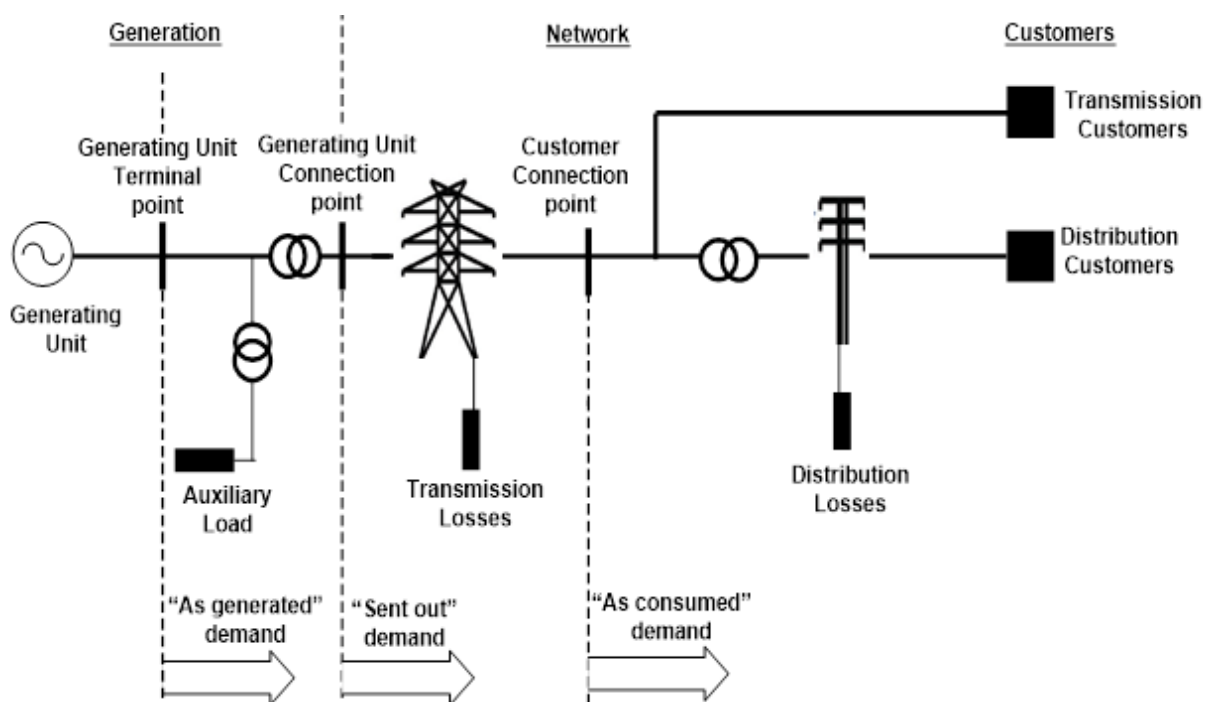 Generation
Network
Customers
Transmission
Customers
Generating Unit
Terminal
point
Generating Unit
Connection
point
Customer
Connection
point
Distribution
Customers
Generating
Unit
Auxiliary
Load
Transmission
Losses
Distribution
Losses
“As generated”
demand
“Sent out”
demand
“As consumed”
demand